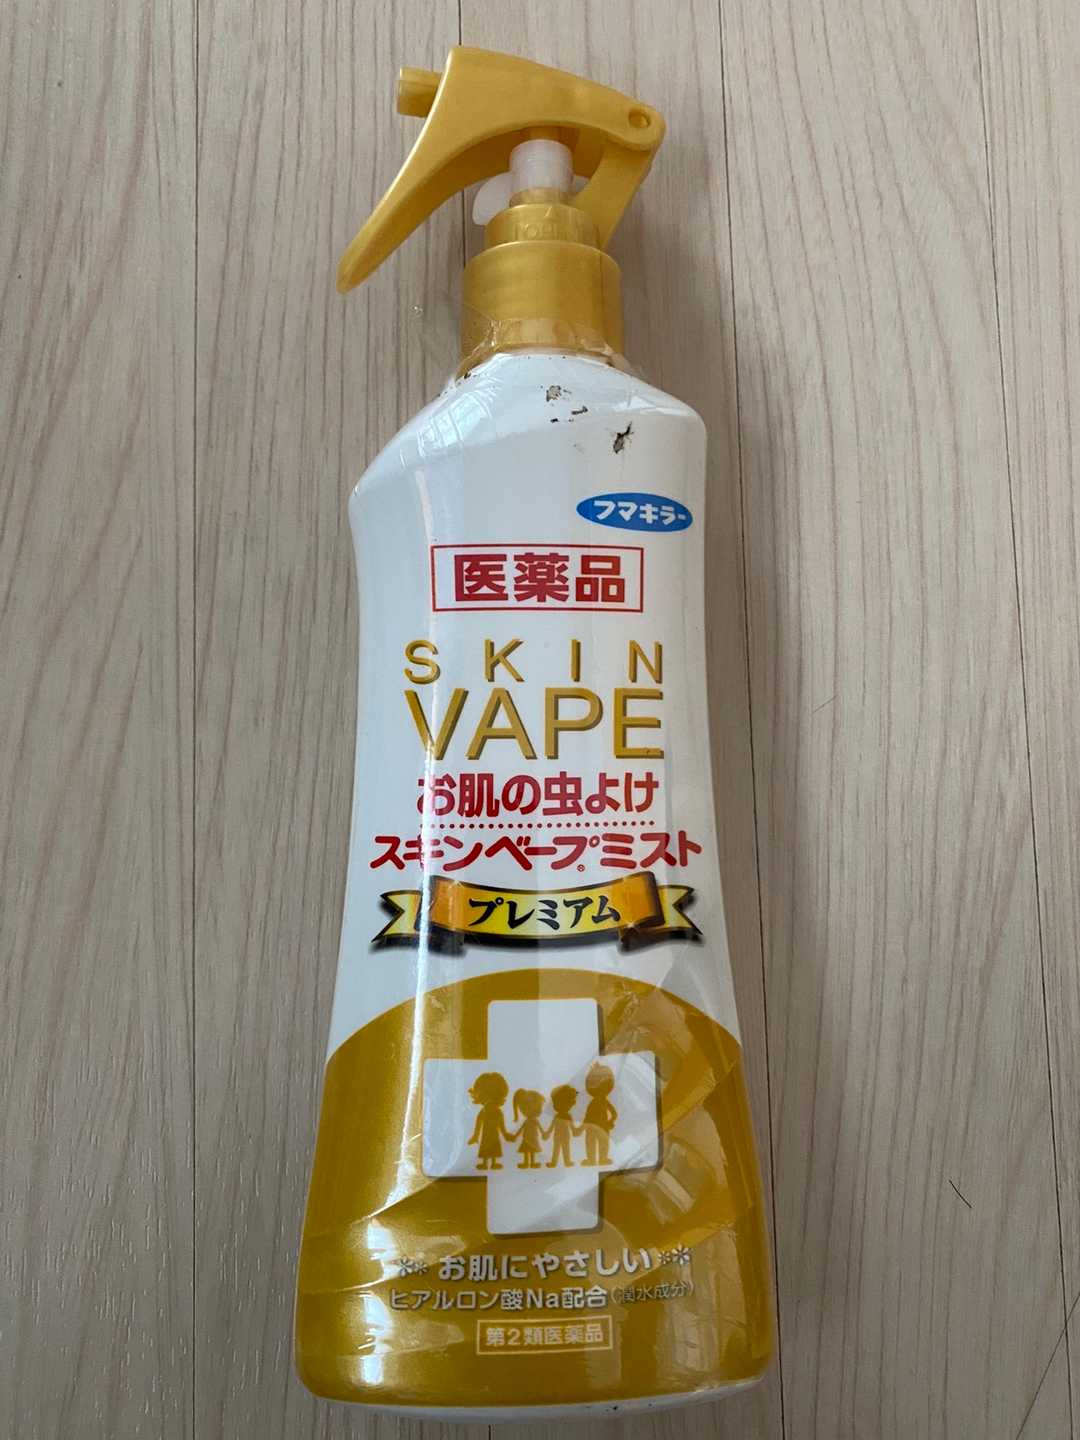 フマキラー
医薬品
SKIN
VAPE
お肌の虫よけ
スキンベープ®ミスト
プレミアム
お肌にやさしい
ヒアルロン酸Na配合(潤水成分)
第2類医薬品